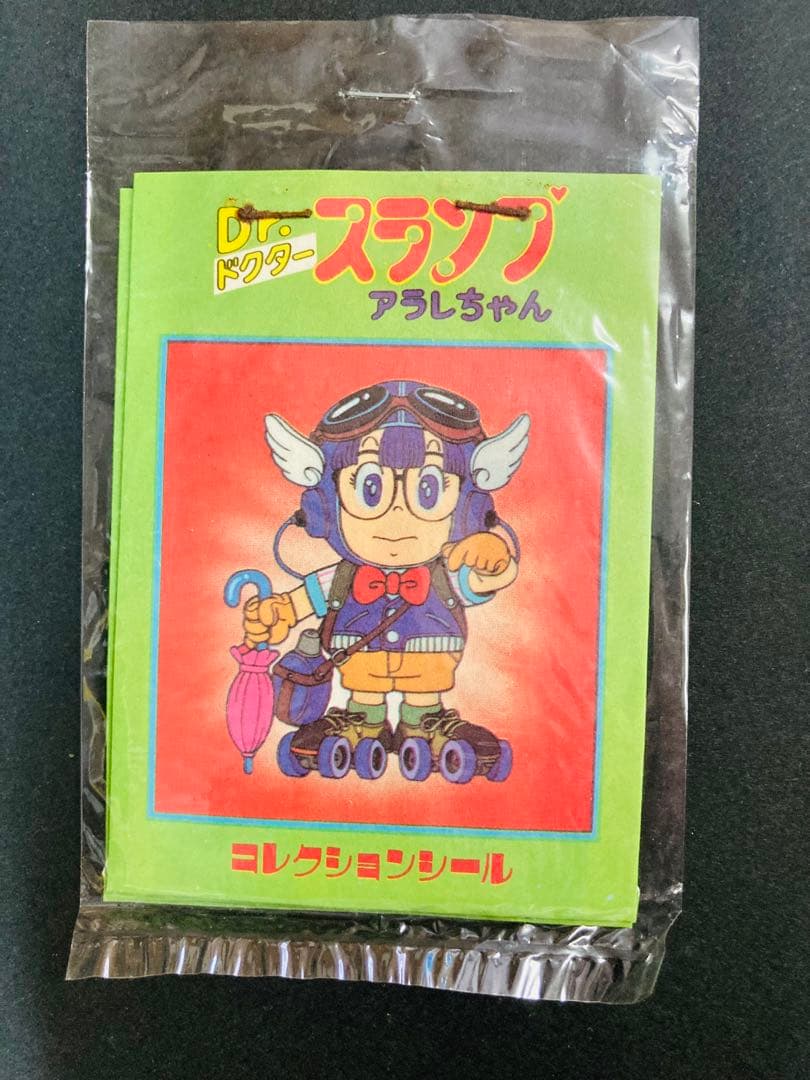 Dr.
ドクター
スランプ
アラレちゃん
コレクションシール